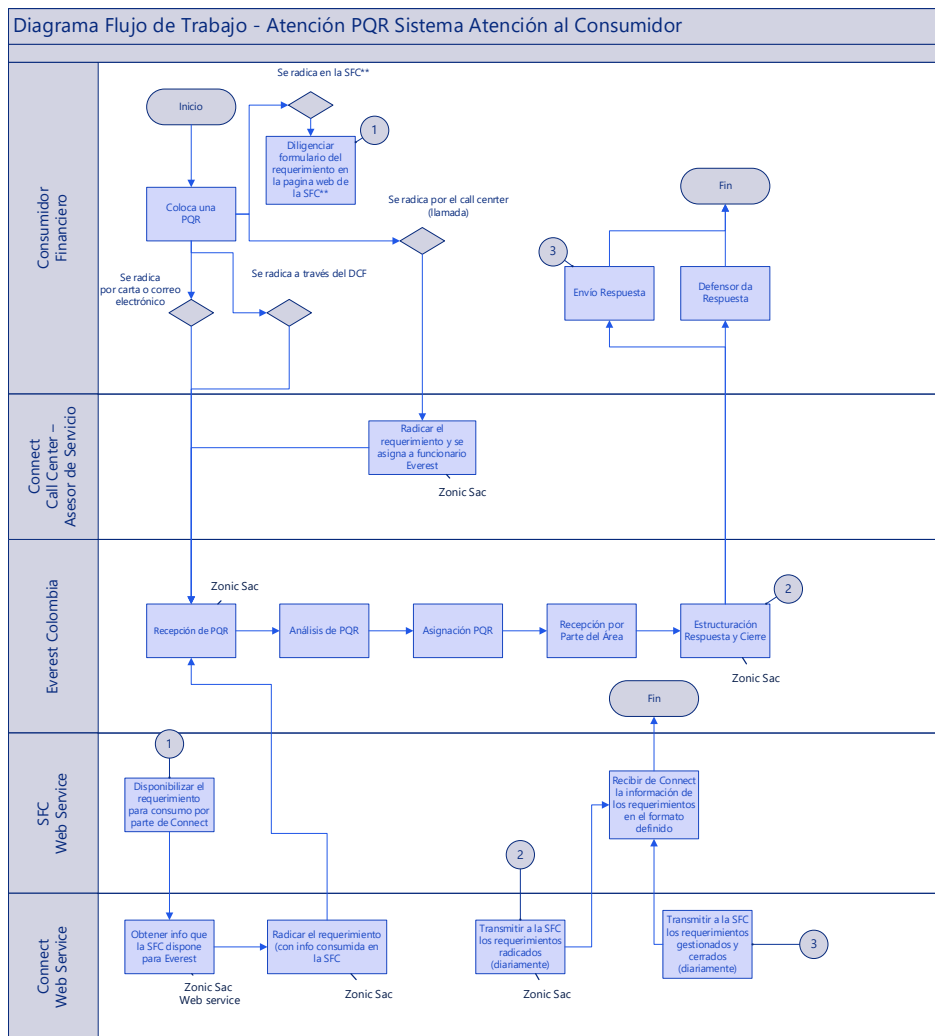 Diagrama Flujo de Trabajo - Atención PQR Sistema Atención al Consumidor
Consumidor
Financiero
Inicio
Se radica en la SFC**
1
Diligenciar
formulario del
requerimiento en
la pagina web de
la SFC**
Coloca una
PQR
Se radica por el call cenrter
(llamada)
Fin
Se radica
por carta o correo
electrónico
Se radica a través del DCF
3
Envío Respuesta
Defensor da
Respuesta
Connect
Call Center –
Asesor de Servicio
Radicar el
requerimiento y se
asigna a funcionario
Everest
Zonic Sac
Everest Colombia
Zonic Sac
2
Recepción de PQR
Análisis de PQR
Asignación PQR
Recepción por
Parte del Área
Estructuración
Respuesta y Cierre
Zonic Sac
Fin
SFC
Web Service
1
Disponibilizar el
requerimiento
para consumo por
parte de Connect
Recibir de Connect
la información de
los requerimientos
en el formato
definido
2
Connect
Web Service
Obtener info que
la SFC dispone
para Everest
Zonic Sac
Web service
Radicar el requerimiento
(con info consumida en
la SFC
Zonic Sac
Transmitir a la SFC
los requerimientos
radicados
(diariamente)
Zonic Sac
Transmitir a la SFC
los requerimientos
gestionados y
cerrados
(diariamente)
3